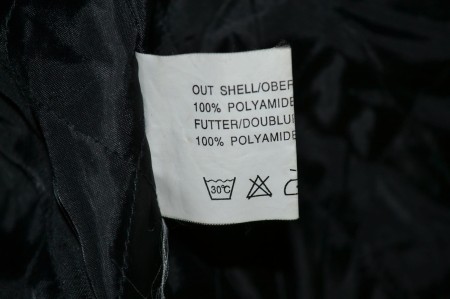 OUT SHELL/OBER
100% POLYAMIDE
FUTTER/DOUBLU
100% POLYAMIDE
30°C